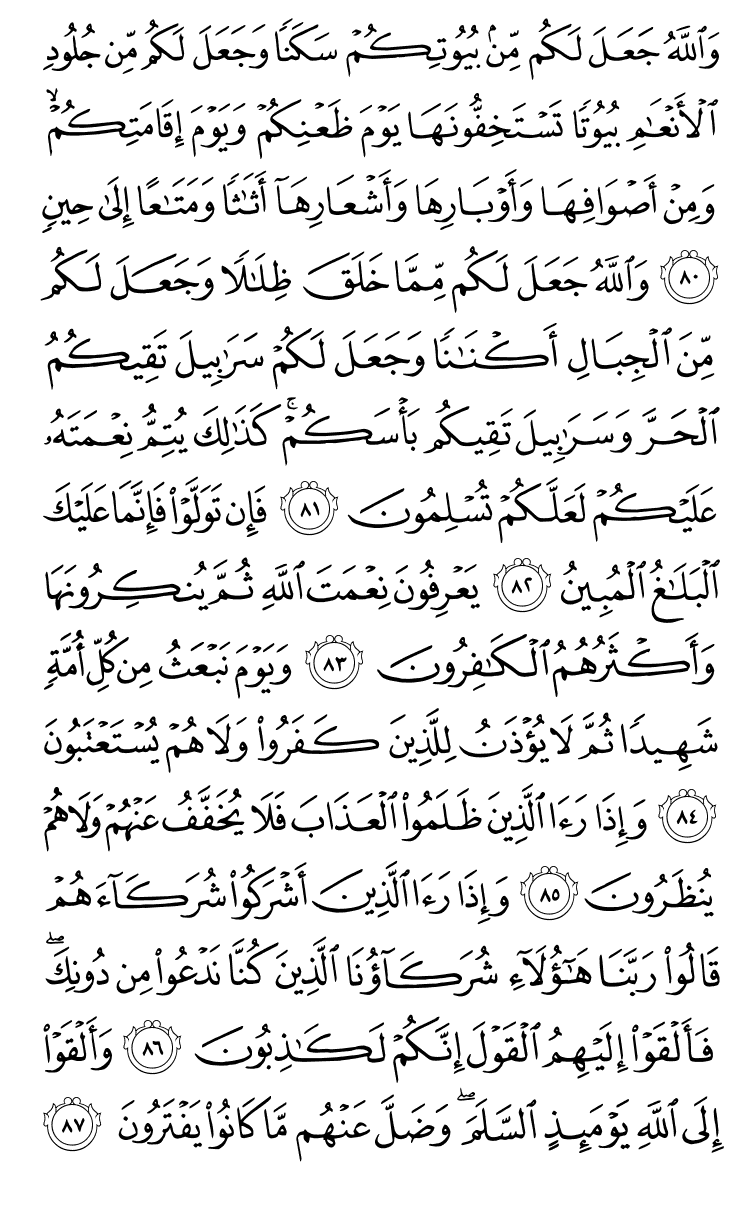 وَٱللَّهُ جَعَلَ لَكُم مِّنۢ بُيُوتِكُمْ سَكَنًا وَجَعَلَ لَكُم مِّن جُلُودِ
ٱلْأَنْعَـٰمِ بُيُوتًا تَسْتَخِفُّونَهَا يَوْمَ ظَعْنِكُمْ وَيَوْمَ إِقَامَتِكُمْ ۙ
وَمِنْ أَصْوَافِهَا وَأَوْبَارِهَا وَأَشْعَارِهَآ أَثَـٰثًا وَمَتَـٰعًا إِلَىٰ حِينٍ
٨٠ وَٱللَّهُ جَعَلَ لَكُم مِّمَّا خَلَقَ ظِلَـٰلًا وَجَعَلَ لَكُم
مِّنَ ٱلْجِبَالِ أَكْنَـٰنًا وَجَعَلَ لَكُمْ سَرَٰبِيلَ تَقِيكُمُ
ٱلْحَرَّ وَسَرَٰبِيلَ تَقِيكُم بَأْسَكُمْ ۚ كَذَٰلِكَ يُتِمُّ نِعْمَتَهُۥ
عَلَيْكُمْ لَعَلَّكُمْ تُسْلِمُونَ ٨١ فَإِن تَوَلَّوْا۟ فَإِنَّمَا عَلَيْكَ
ٱلْبَلَـٰغُ ٱلْمُبِينُ ٨٢ يَعْرِفُونَ نِعْمَتَ ٱللَّهِ ثُمَّ يُنكِرُونَهَا
وَأَكْثَرُهُمُ ٱلْكَـٰفِرُونَ ٨٣ وَيَوْمَ نَبْعَثُ مِن كُلِّ أُمَّةٍ
شَهِيدًا ثُمَّ لَا يُؤْذَنُ لِلَّذِينَ كَفَرُوا۟ وَلَا هُمْ يُسْتَعْتَبُونَ
٨٤ وَإِذَا رَءَا ٱلَّذِينَ ظَلَمُوا۟ ٱلْعَذَابَ فَلَا يُخَفَّفُ عَنْهُمْ وَلَا هُمْ
يُنظَرُونَ ٨٥ وَإِذَا رَءَا ٱلَّذِينَ أَشْرَكُوا۟ شُرَكَآءَهُمْ
قَالُوا۟ رَبَّنَا هَـٰٓؤُلَآءِ شُرَكَآؤُنَا ٱلَّذِينَ كُنَّا نَدْعُوا۟ مِن دُونِكَ ۖ
فَأَلْقَوْا۟ إِلَيْهِمُ ٱلْقَوْلَ إِنَّكُمْ لَكَـٰذِبُونَ ٨٦ وَأَلْقَوْا۟
إِلَى ٱللَّهِ يَوْمَئِذٍ ٱلسَّلَمَ ۖ وَضَلَّ عَنْهُم مَّا كَانُوا۟ يَفْتَرُونَ ٨٧